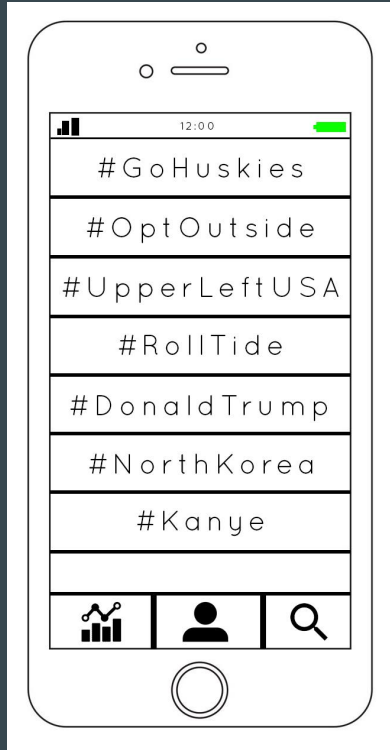 12:00
#GoHuskies
#OptOutside
#UpperLeftUSA
#RollTide
#DonaldTrump
#NorthKorea
#Kanye